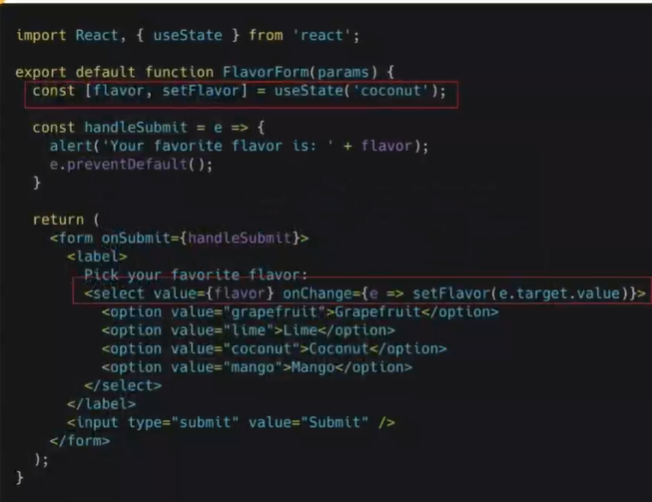 import React, { useState } from 'react';
export default function FlavorForm(params) {
const [flavor, setFlavor] = useState('coconut');
const handleSubmit = e => {
alert('Your favorite flavor is: ' + flavor);
e.preventDefault();
}
return (
<form onSubmit={handleSubmit}>
<label>
Pick your favorite flavor:
<select value={flavor} onChange={e => setFlavor(e.target.value)}>
<option value="grapefruit">Grapefruit</option>
<option value="lime">Lime</option>
<option value="coconut">Coconut</option>
<option value="mango">Mango</option>
</select>
</label>
<input type="submit" value="Submit" />
</form>
);
}